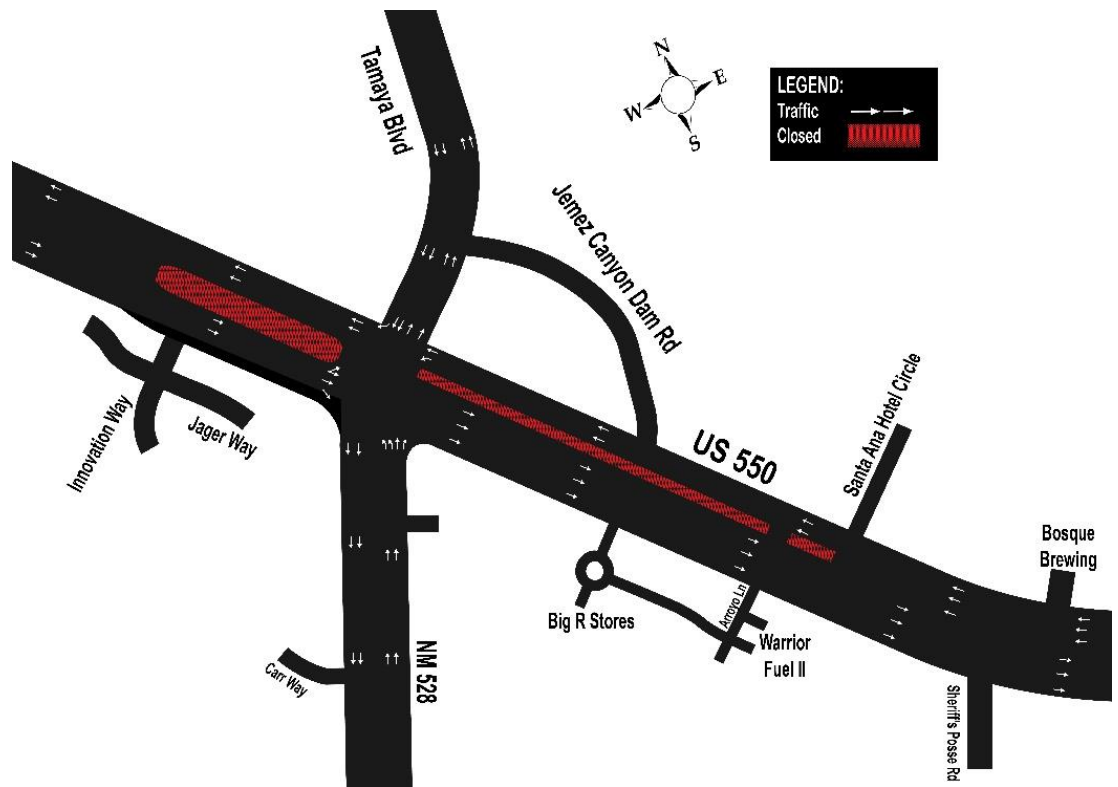 Tamaya Blvd
N
E
W
S
LEGEND:
Traffic
Closed
Jemez Canyon Dam Rd
US 550
Santa Ana Hotel Circle
Innovation Way
Jager Way
Bosque
Brewing
Big R Stores
Arroyo Ln
Warrior
Fuel II
Carr Way
NM 528
Sheriff's Posse Rd